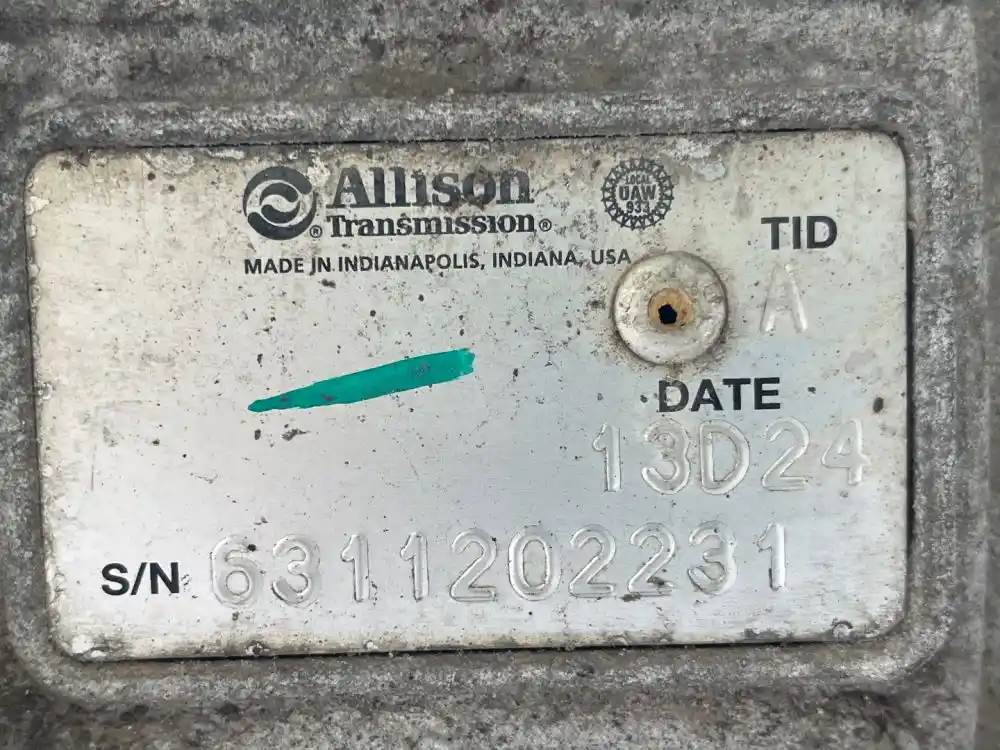 Allison
Transmission®
MADE IN INDIANAPOLIS, INDIANA, USA
LOCAL
UAW
933
TID
A
DATE
13D24
S/N 6311202231